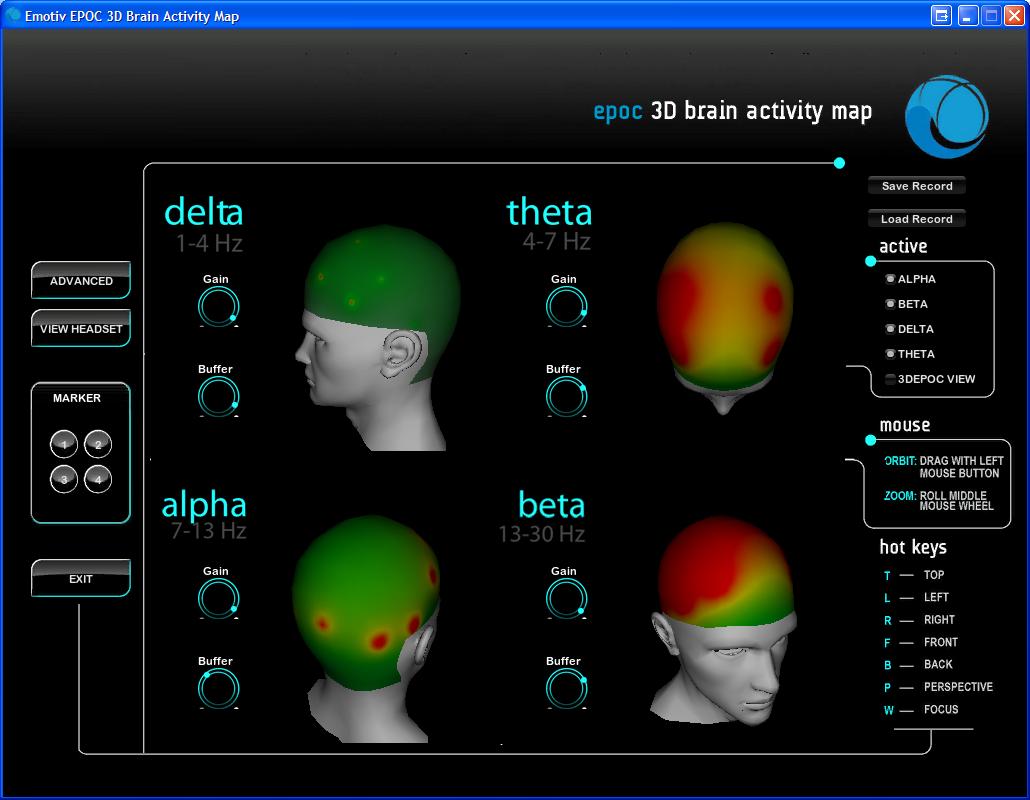 Emotiv EPOC 3D Brain Activity Map
epoc 3D brain activity map
Save Record
Load Record
active
ALPHA
BETA
DELTA
THETA
3DEPOC VIEW
mouse
ORBIT: DRAG WITH LEFT
MOUSE BUTTON
ZOOM: ROLL MIDDLE
MOUSE WHEEL
hot keys
T — TOP
L — LEFT
R — RIGHT
F — FRONT
B — BACK
P — PERSPECTIVE
W — FOCUS
ADVANCED
VIEW HEADSET
MARKER
1 2
3 4
EXIT
delta
1-4 Hz
Gain
Buffer
theta
4-7 Hz
Gain
Buffer
alpha
7-13 Hz
Gain
Buffer
beta
13-30 Hz
Gain
Buffer